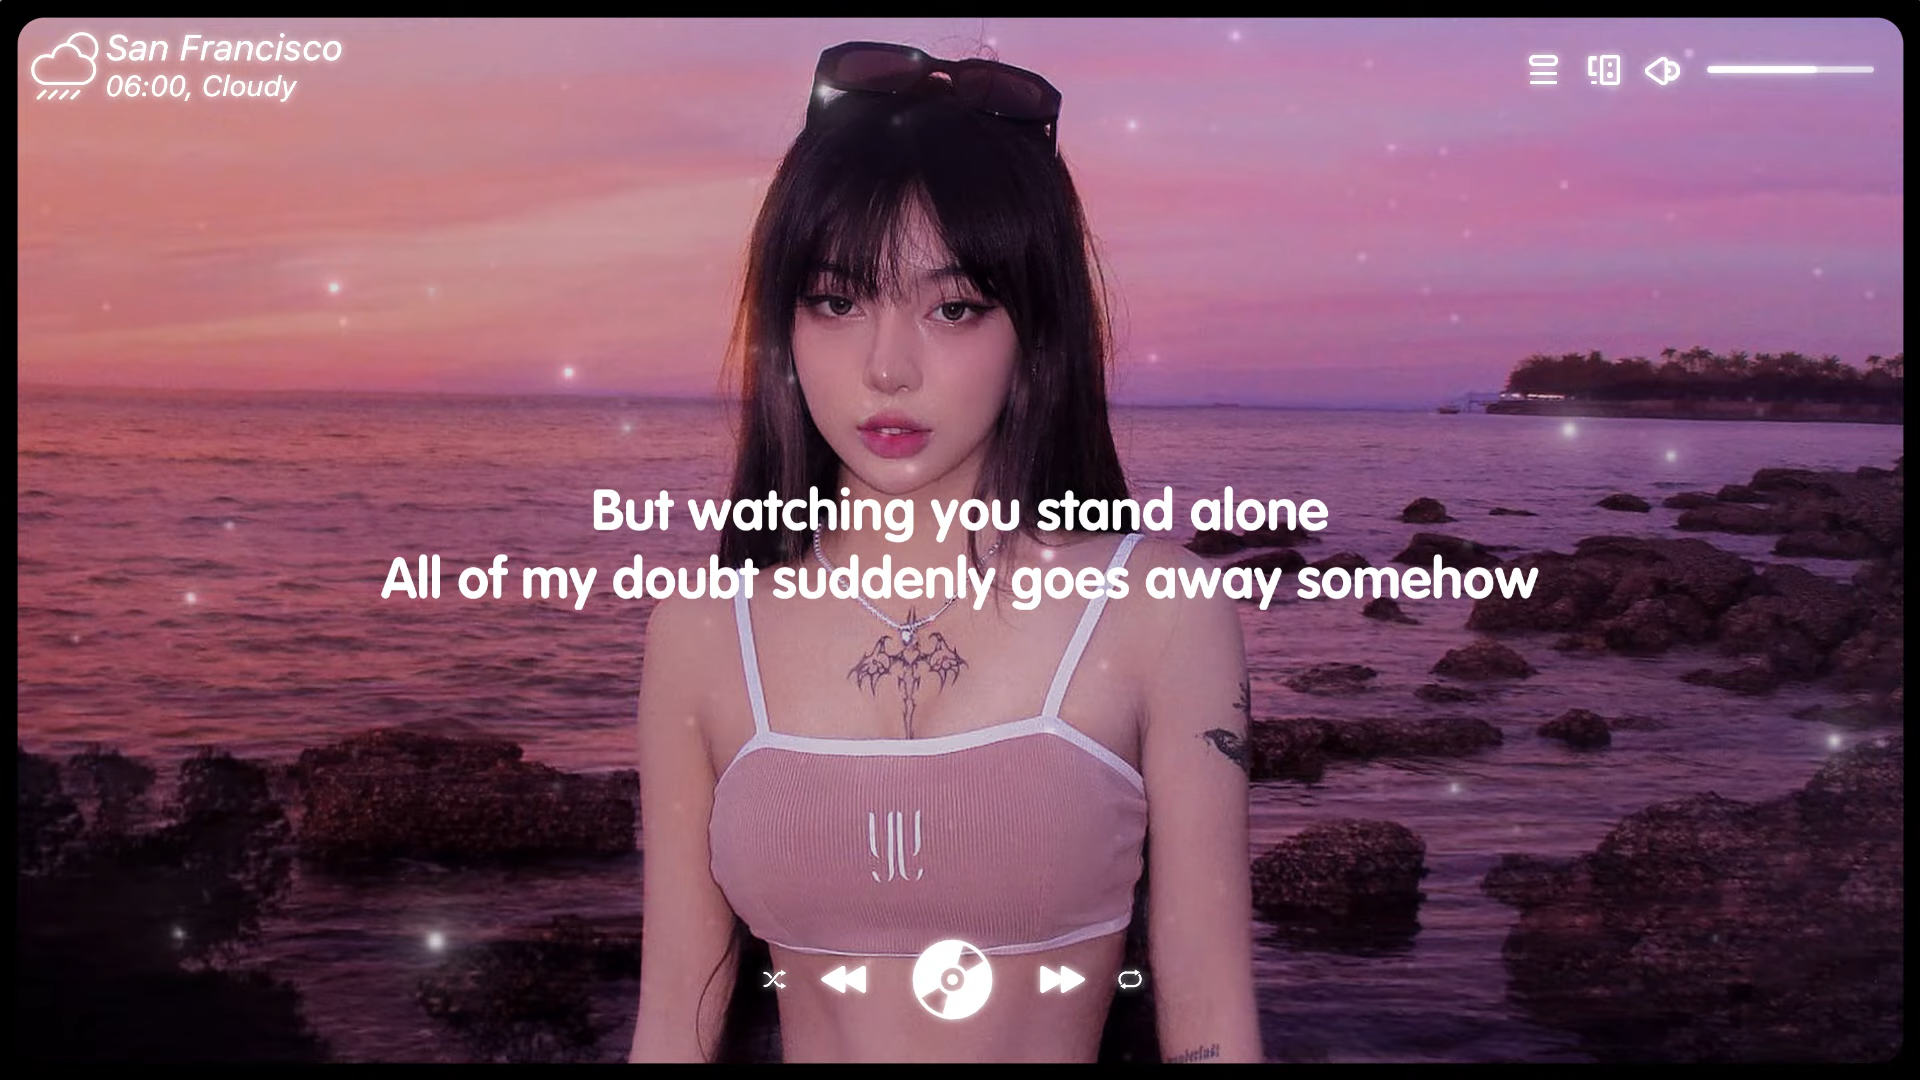 San Francisco
06:00, Cloudy
But watching you stand alone
All of my doubt suddenly goes away somehow